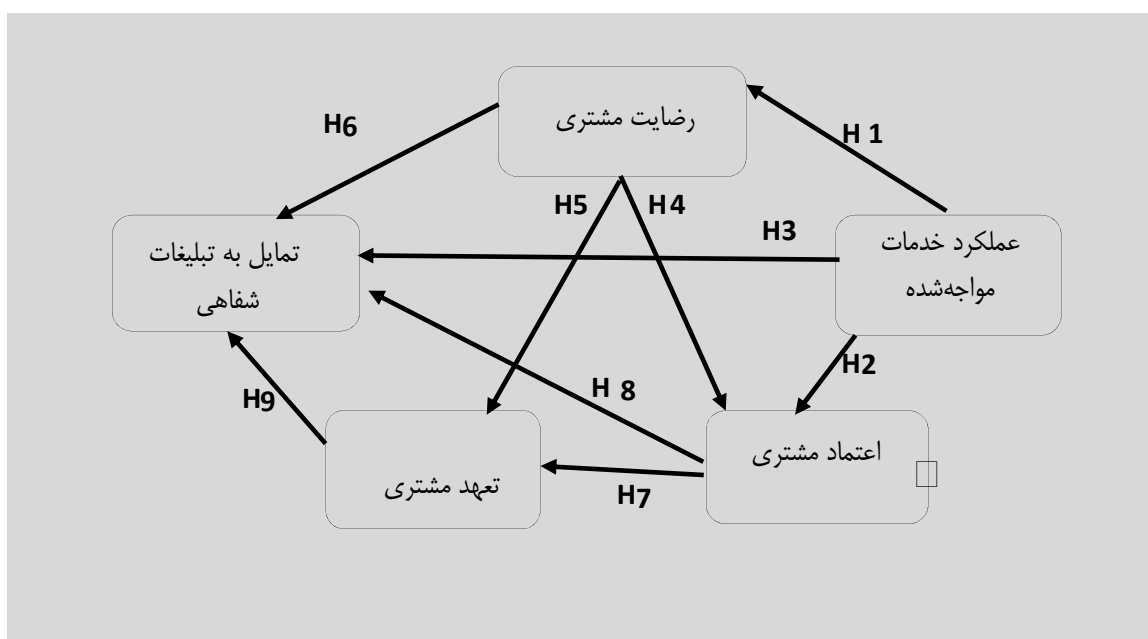 رضایت مشتری
H 1
H6
H5
H 4
H3
عملکرد خدمات
مواجه‌شده
تمایل به تبلیغات
شفاهی
H2
H 8
H9
اعتماد مشتری
تعهد مشتری
H7